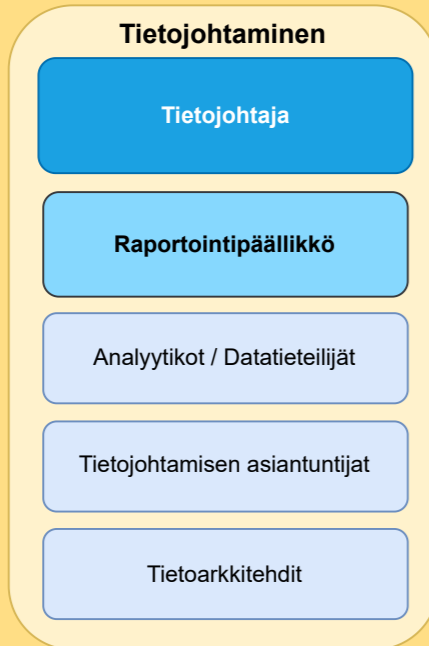 Tietojohtaminen
Tietojohtaja
Raportointipäällikkö
Analyytikot / Datatieteilijät
Tietojohtamisen asiantuntijat
Tietoarkkitehdit